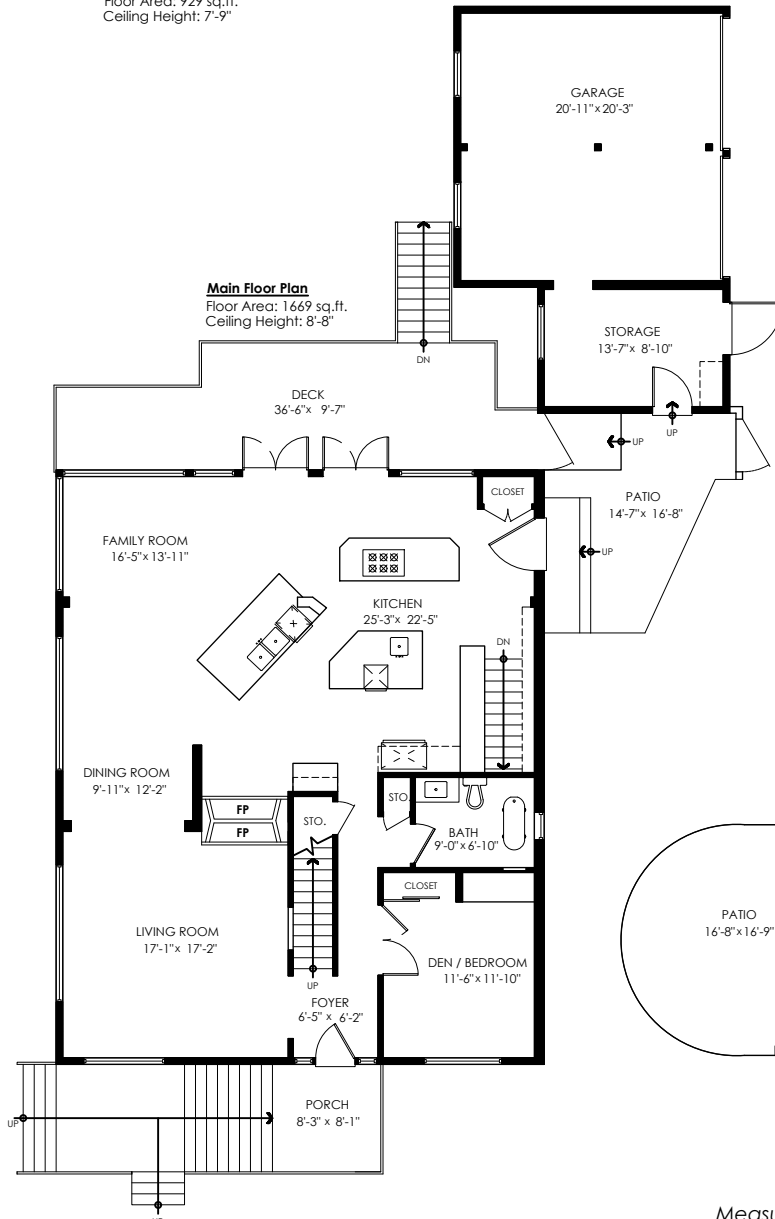 Floor Area: 929 sq.ft.
Ceiling Height: 7'-9"
GARAGE
20'-11" x 20'-3"
Main Floor Plan
Floor Area: 1669 sq.ft.
Ceiling Height: 8'-8"
STORAGE
13'-7" x 8'-10"
DN
DECK
36'-6" x 9'-7"
UP
UP
CLOSET
PATIO
14'-7" x 16'-8"
FAMILY ROOM
16'-5" x 13'-11"
UP
KITCHEN
25'-3" x 22'-5"
DN
DINING ROOM
9'-11" x 12'-2"
FP
FP
STO.
STO.
BATH
9'-0" x 6'-10"
CLOSET
LIVING ROOM
17'-1" x 17'-2"
PATIO
16'-8" x 16'-9"
DEN / BEDROOM
11'-6" x 11'-10"
UP
FOYER
6'-5" x 6'-2"
PORCH
8'-3" x 8'-1"
UP
UP
Measu